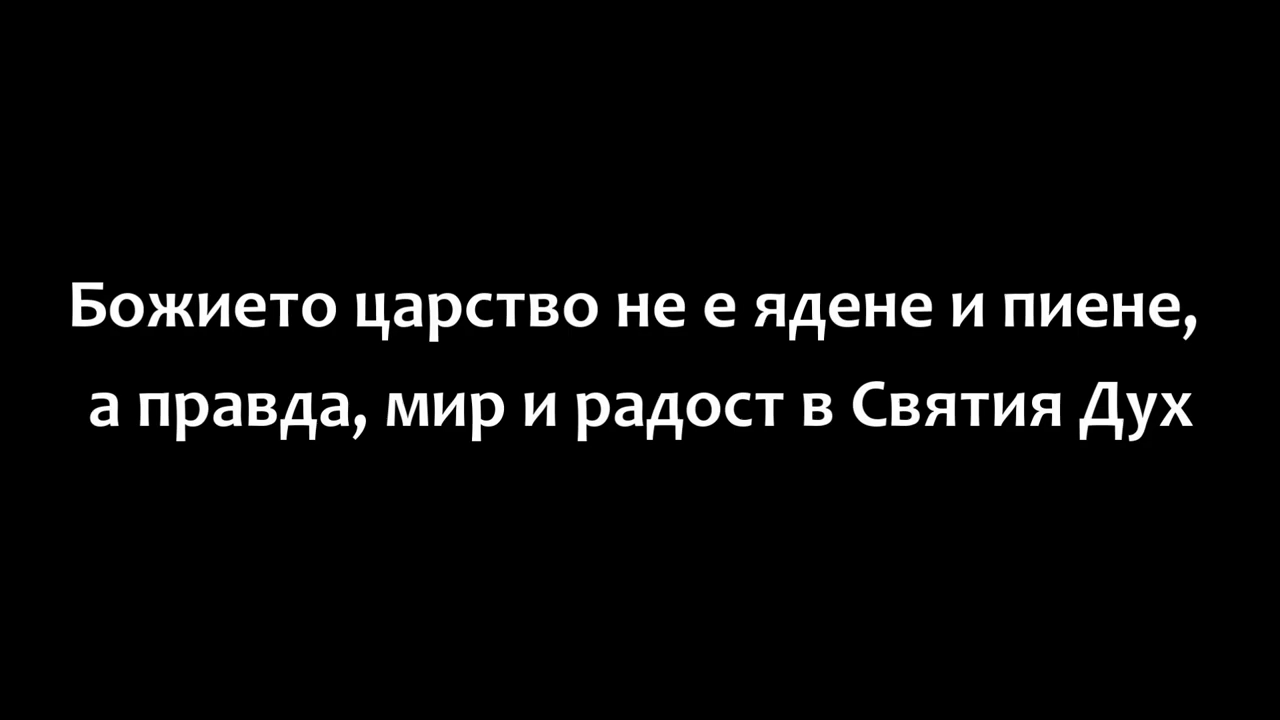 Божието царство не е ядене и пиене,
а правда, мир и радост в Святия Дух